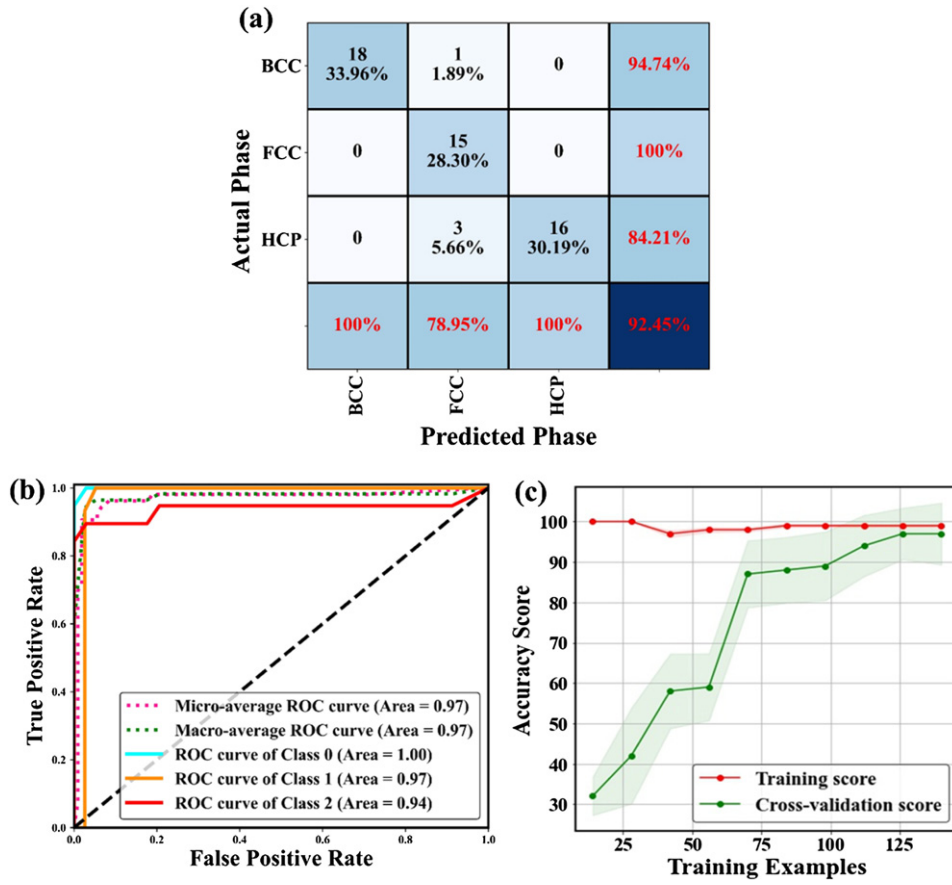 (a)
Actual Phase
BCC
18
33.96%
1
1.89%
0
94.74%
FCC
0
15
28.30%
0
100%
HCP
0
3
5.66%
16
30.19%
84.21%
100%
78.95%
100%
92.45%
BCC
FCC
HCP
Predicted Phase
(b)
True Positive Rate
1.0
0.8
0.6
0.4
0.2
0.0
Micro-average ROC curve (Area = 0.97)
Macro-average ROC curve (Area = 0.97)
ROC curve of Class 0 (Area = 1.00)
ROC curve of Class 1 (Area = 0.97)
ROC curve of Class 2 (Area = 0.94)
0.0
0.2
0.4
0.6
0.8
1.0
False Positive Rate
(c)
Accuracy Score
100
90
80
70
60
50
40
30
Training score
Cross-validation score
25
50
75
100
125
Training Examples